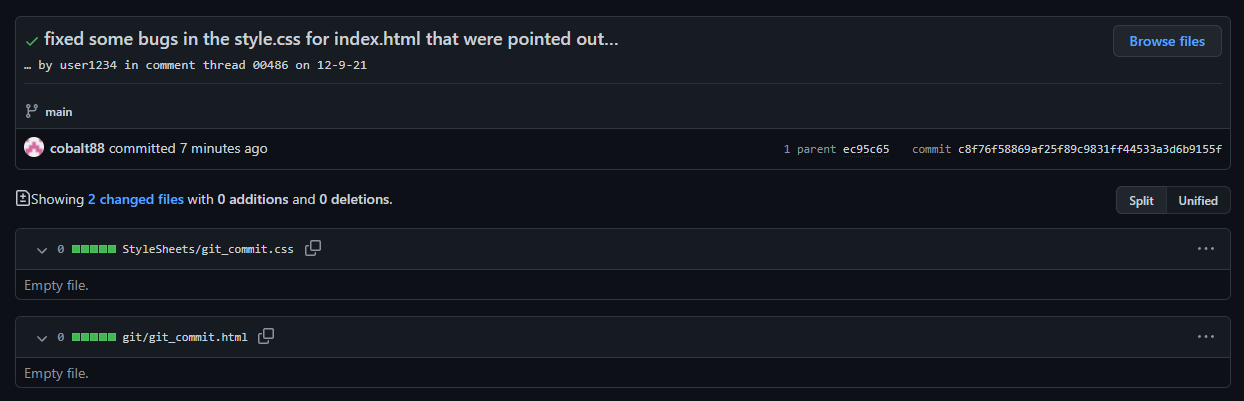 fixed some bugs in the style.css for index.html that were pointed out...
Browse files
… by user1234 in comment thread 00486 on 12-9-21
main
cobalt88 committed 7 minutes ago
1 parent ec95c65 commit c8f76f58869af25f89c9831ff44533a3d6b9155f
Showing 2 changed files with 0 additions and 0 deletions.
Split Unified
0 StyleSheets/git_commit.css
Empty file.
0 git/git_commit.html
Empty file.